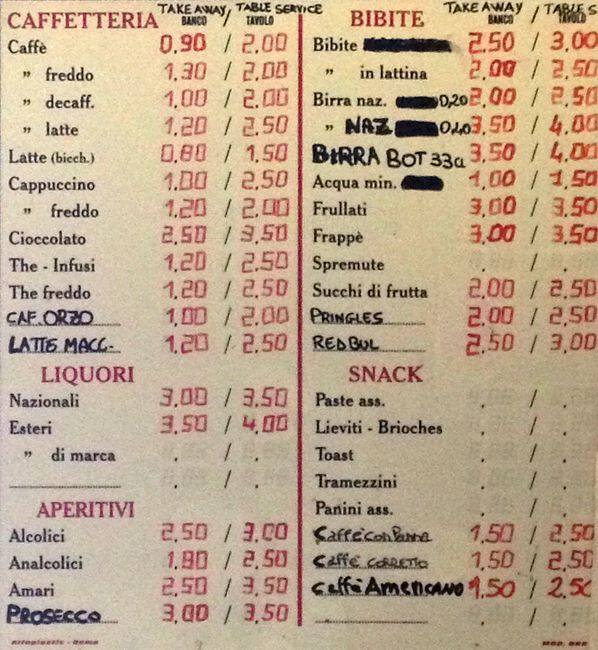 CAFFETTERIA TAKE AWAY BANCO / TABLE SERVICE TAVOLO
Caffè 0,90 / 2,00
" freddo 1,30 / 2,00
" decaff. 1,00 / 2,00
" latte 1,20 / 2,50
Latte (bicch.) 0,80 / 1,50
Cappuccino 1,00 / 2,50
" freddo 1,20 / 2,00
Cioccolato 2,50 / 3,50
The - Infusi 1,20 / 2,50
The freddo 1,20 / 2,50
CAF. ORZO 1,00 / 2,00
LATTE MACC. 1,20 / 2,50
LIQUORI
Nazionali 3,00 / 3,50
Esteri 3,50 / 4,00
" di marca . / .
. / .
APERITIVI
Alcolici 2,50 / 3,00
Analcolici 1,80 / 2,50
Amari 2,50 / 3,50
PROSECCO 3,00 / 3,50
BIBITE TAKE AWAY BANCO / TABLE S TAVOLO
Bibite 2,50 / 3,00
" in lattina 2,00 / 2,50
Birra naz. 0,20 2,00 / 2,50
" NAZ 0,40 3,50 / 4,00
BIRRA BOT 33cl 3,50 / 4,00
Acqua min. 1,00 / 1,50
Frullati 3,00 / 3,50
Frappè 3,00 / 3,50
Spremute . / .
Succhi di frutta 2,00 / 2,50
PRINGLES 2,00 / 2,50
RED BUL 2,50 / 3,00
SNACK
Paste ass. . / .
Lieviti - Brioches . / .
Toast . / .
Tramezzini . / .
Panini ass. . / .
Caffè con Panna 1,50 / 2,50
Caffè CORRETTO 1,50 / 2,50
Caffè AMERICANO 1,50 / 2,50
. / .